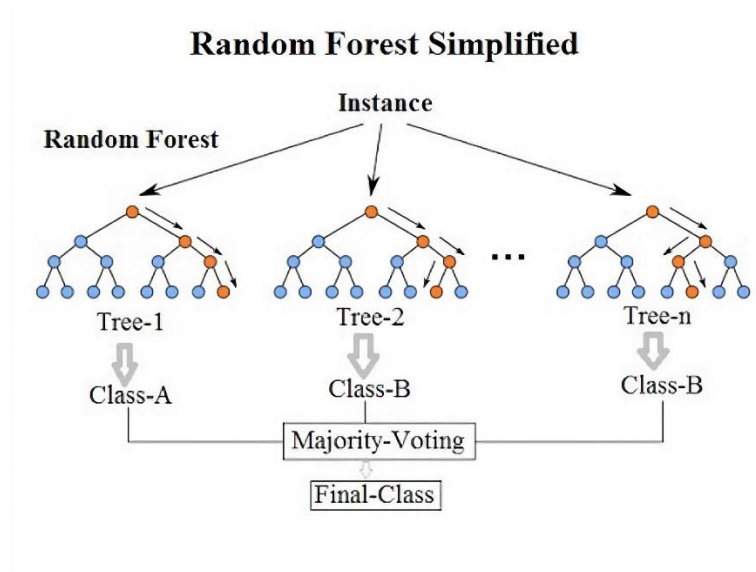 Random Forest Simplified
Instance
Random Forest
...
Tree-1
Tree-2
Tree-n
Class-A
Class-B
Class-B
Majority-Voting
Final-Class